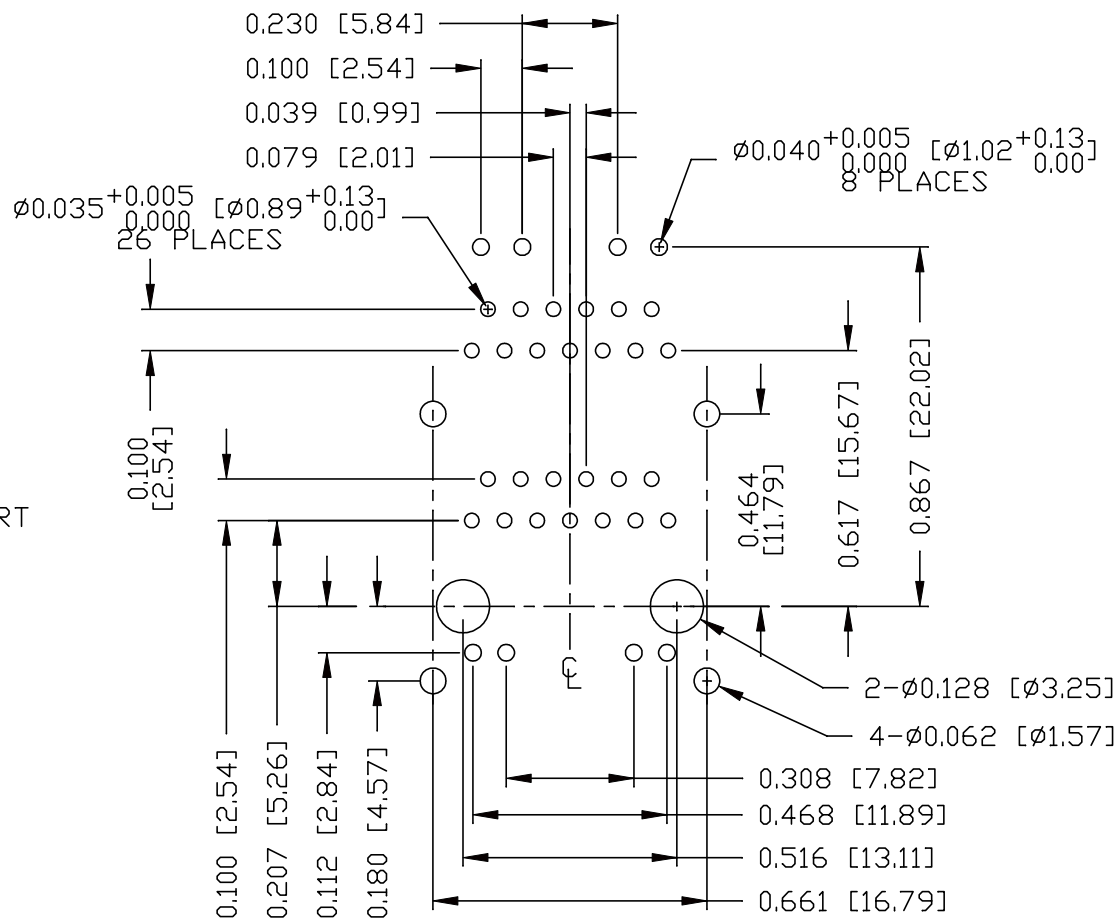 0.230 [5.84]
0.100 [2.54]
0.039 [0.99]
0.079 [2.01]
Ø0.040+0.005 0.000 [Ø1.02+0.13 0.00]
8 PLACES
Ø0.035+0.005 0.000 [Ø0.89+0.13 0.00]
26 PLACES
0.100
[2.54]
RT
0.464
[11.79]
0.617 [15.67]
0.867 [22.02]
℄
2-Ø0.128 [Ø3.25]
4-Ø0.062 [Ø1.57]
0.100 [2.54]
0.207 [5.26]
0.112 [2.84]
0.180 [4.57]
0.308 [7.82]
0.468 [11.89]
0.516 [13.11]
0.661 [16.79]